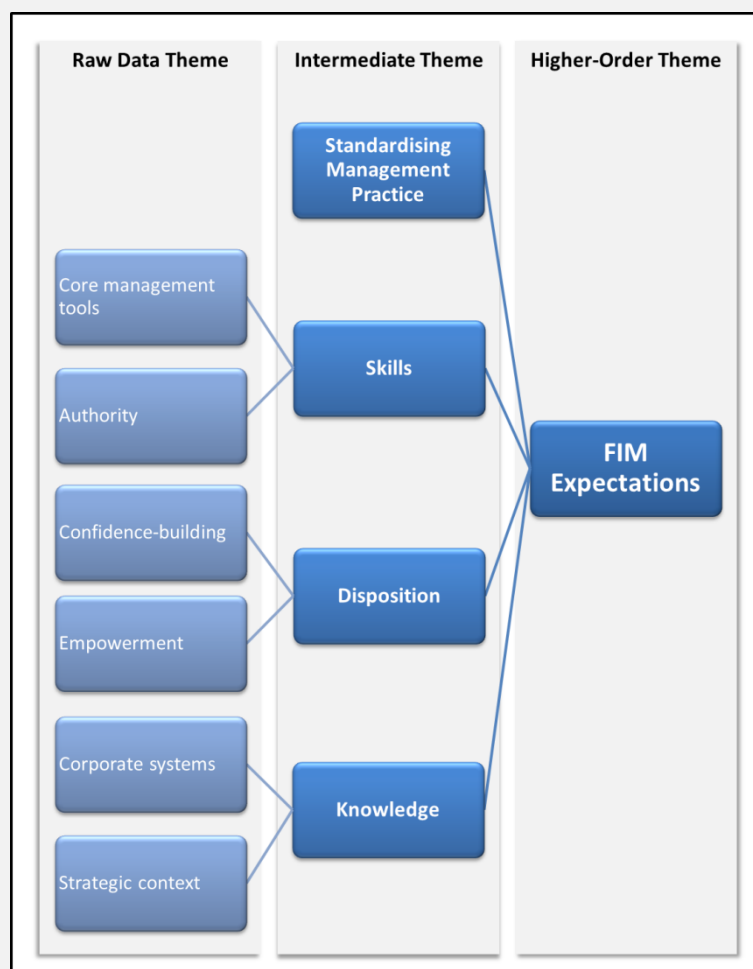 Raw Data Theme
Intermediate Theme
Higher-Order Theme
Standardising
Management
Practice
Core management
tools
Skills
Authority
FIM
Expectations
Confidence-building
Disposition
Empowerment
Corporate systems
Knowledge
Strategic context